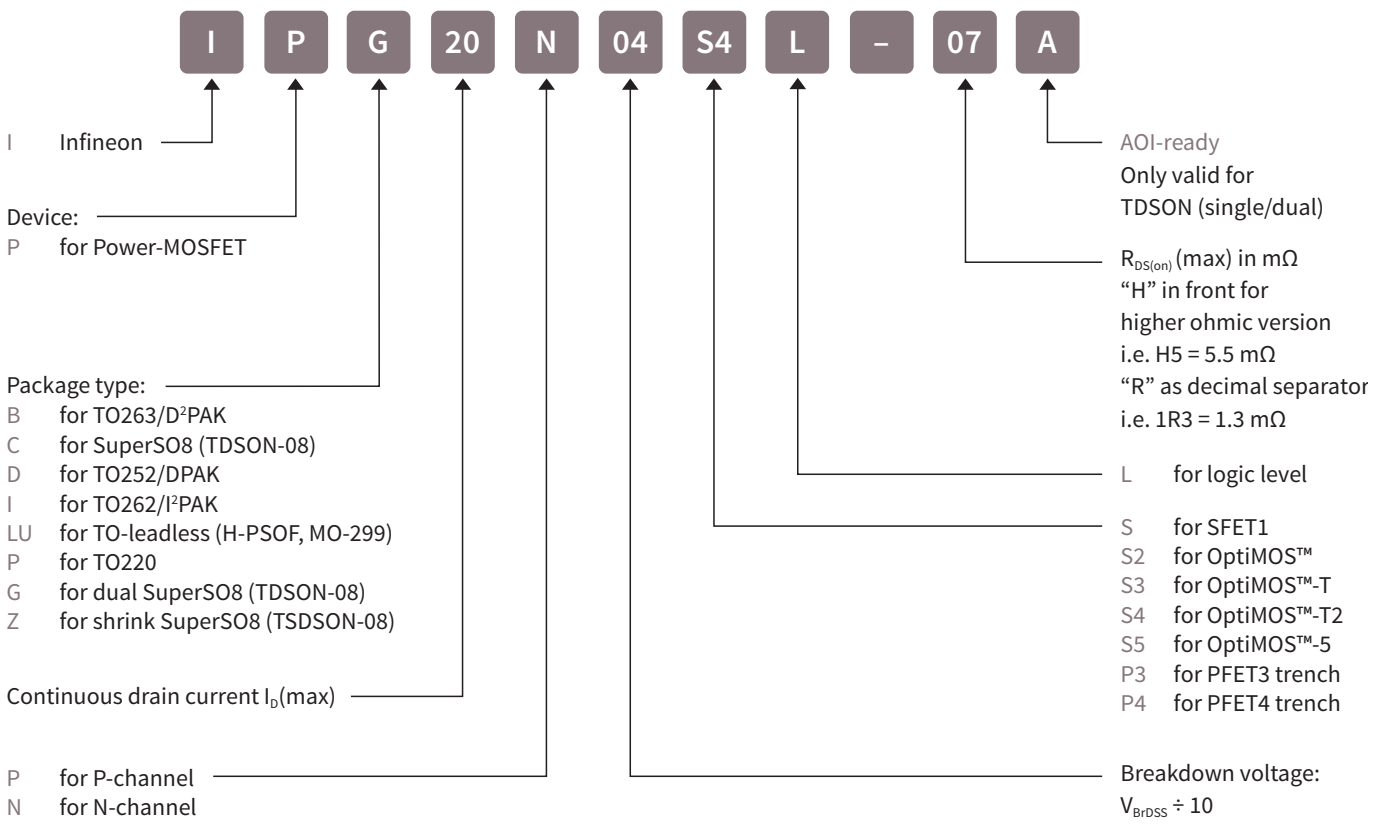 I P G 20 N 04 S4 L – 07 A
I Infineon
Device:
P for Power-MOSFET
Package type:
B for TO263/D²PAK
C for SuperSO8 (TDSON-08)
D for TO252/DPAK
I for TO262/I²PAK
LU for TO-leadless (H-PSOF, MO-299)
P for TO220
G for dual SuperSO8 (TDSON-08)
Z for shrink SuperSO8 (TSDSON-08)
Continuous drain current I_D(max)
P for P-channel
N for N-channel
AOI-ready
Only valid for
TDSON (single/dual)
R_DS(on) (max) in mΩ
“H” in front for
higher ohmic version
i.e. H5 = 5.5 mΩ
“R” as decimal separator
i.e. 1R3 = 1.3 mΩ
L for logic level
S for SFET1
S2 for OptiMOS™
S3 for OptiMOS™-T
S4 for OptiMOS™-T2
S5 for OptiMOS™-5
P3 for PFET3 trench
P4 for PFET4 trench
Breakdown voltage:
V_BrDSS ÷ 10